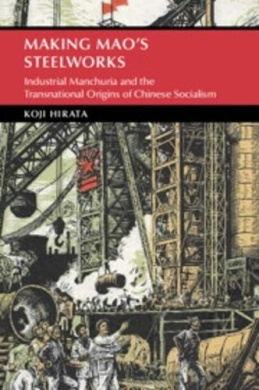 MAKING MAO'S
STEELWORKS
Industrial Manchuria and the
Transnational Origins of Chinese Socialism
KOJI HIRATA